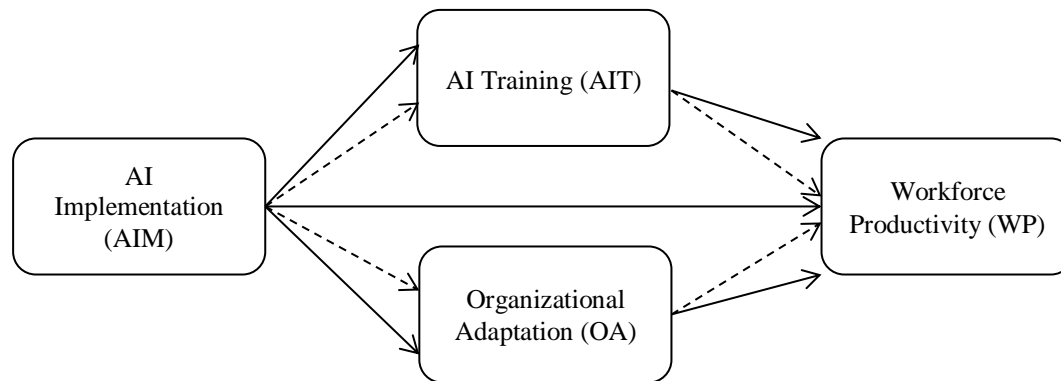 AI Training (AIT)
AI
Implementation
(AIM)
Workforce
Productivity (WP)
Organizational
Adaptation (OA)